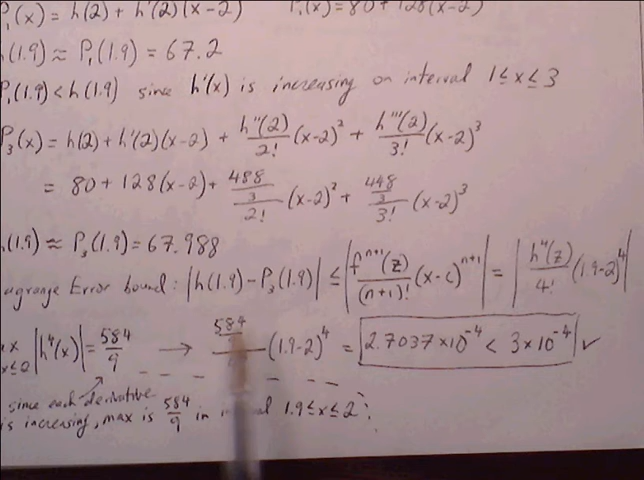 P₁(x) = h(2) + h'(2)(x-2) P₁(x) = 80 + 128(x-2)
h(1.9) ≈ P₁(1.9) = 67.2
P₁(1.9) < h(1.9) since h'(x) is increasing on interval 1 ≤ x ≤ 3
P₃(x) = h(2) + h'(2)(x-2) + h''(2)/2! (x-2)² + h'''(2)/3! (x-2)³
= 80 + 128(x-2) + (488/3)/2! (x-2)² + (448/3)/3! (x-2)³
h(1.9) ≈ P₃(1.9) = 67.988
agrange Error bound: |h(1.9) - P₃(1.9)| ≤ |fⁿ⁺¹(z)/(n+1)! (x-c)ⁿ⁺¹| = |h⁴(z)/4! (1.9-2)⁴|
|h⁴(x)| = 584/9 → 584 (1.9-2)⁴ = 2.7037 × 10⁻⁴ < 3 × 10⁻⁴ ✓
since each derivative
is increasing, max is 584/9 in 1.9 ≤ x ≤ 2